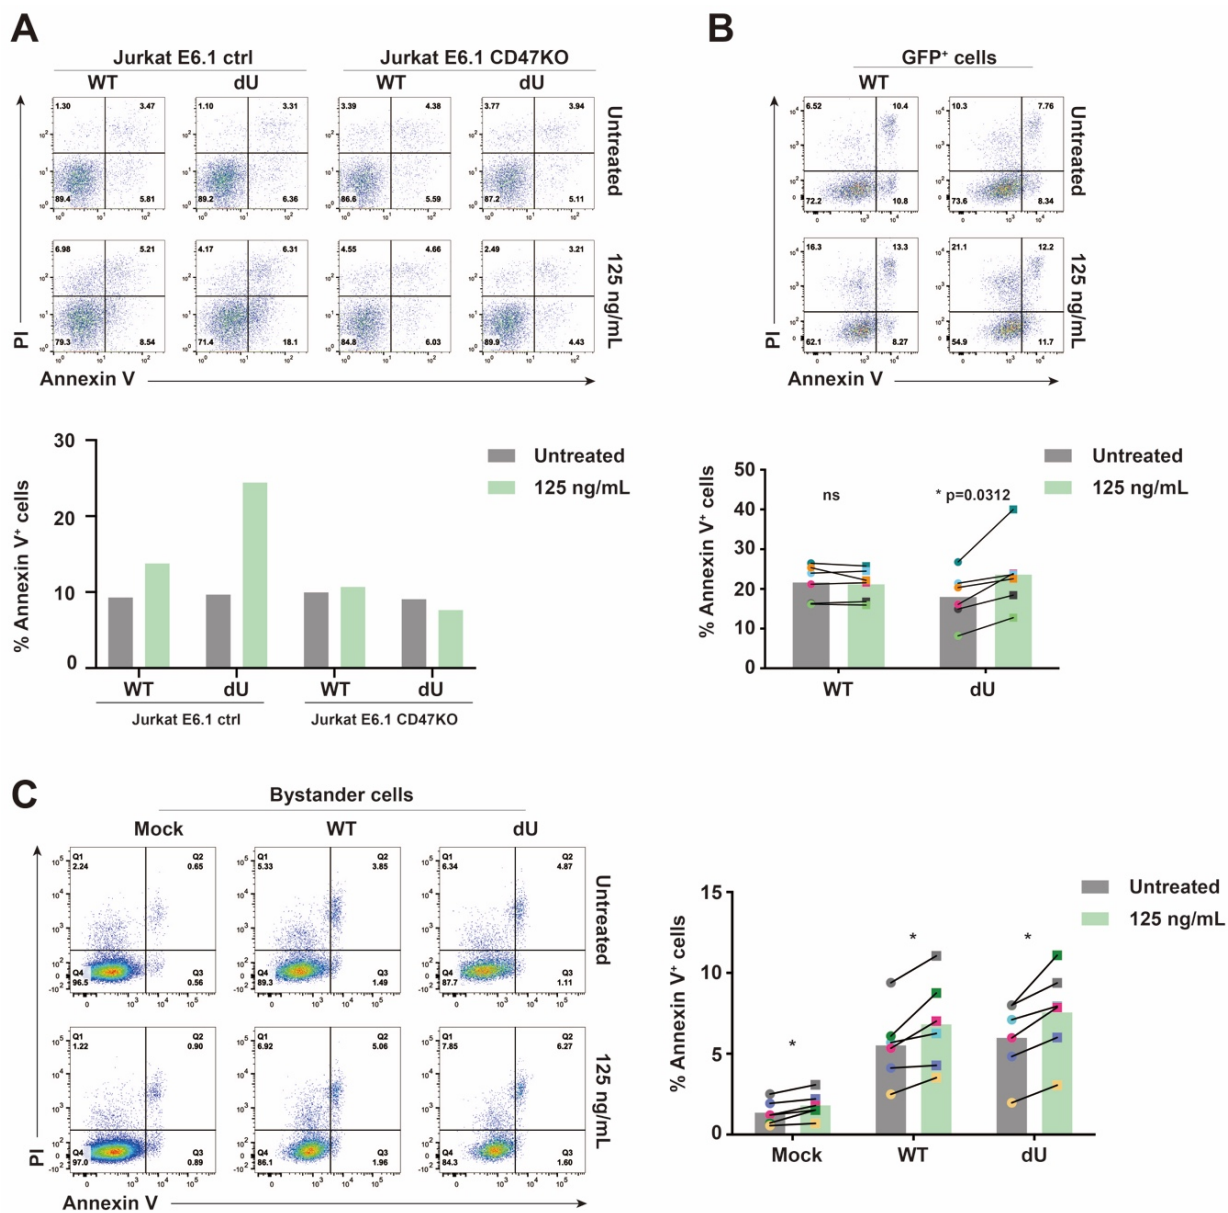 A
Jurkat E6.1 ctrl
Jurkat E6.1 CD47KO
WT
dU
WT
dU
1.30 3.47
1.10 3.31
3.39 4.38
3.77 3.94
89.4 5.81
89.2 6.36
86.6 5.59
87.2 5.11
Untreated
6.98 5.21
4.17 6.31
4.55 4.66
2.49 3.21
79.3 8.54
71.4 18.1
84.8 6.03
89.9 4.43
125 ng/mL
PI
Annexin V
30
20
10
0
% Annexin V⁺ cells
Untreated
125 ng/mL
WT
dU
WT
dU
Jurkat E6.1 ctrl
Jurkat E6.1 CD47KO
B
GFP⁺ cells
WT
6.52 10.4
10.3 7.76
72.2 10.8
73.6 8.34
Untreated
16.3 13.3
21.1 12.2
62.1 8.27
54.9 11.7
125 ng/mL
PI
Annexin V
50
40
30
20
10
0
% Annexin V⁺ cells
ns
* p=0.0312
Untreated
125 ng/mL
WT
dU
C
Bystander cells
Mock
WT
dU
Q1 Q2
2.24 0.65
Q4 Q3
96.5 0.56
Q1 Q2
5.33 3.85
Q4 Q3
89.3 1.49
Q1 Q2
6.34 4.87
Q4 Q3
87.7 1.11
Untreated
Q1 Q2
1.22 0.90
Q4 Q3
97.0 0.89
Q1 Q2
6.92 5.06
Q4 Q3
86.1 1.96
Q1 Q2
7.85 6.27
Q4 Q3
84.3 1.60
125 ng/mL
PI
Annexin V
15
10
5
0
% Annexin V⁺ cells
*
*
*
Untreated
125 ng/mL
Mock
WT
dU